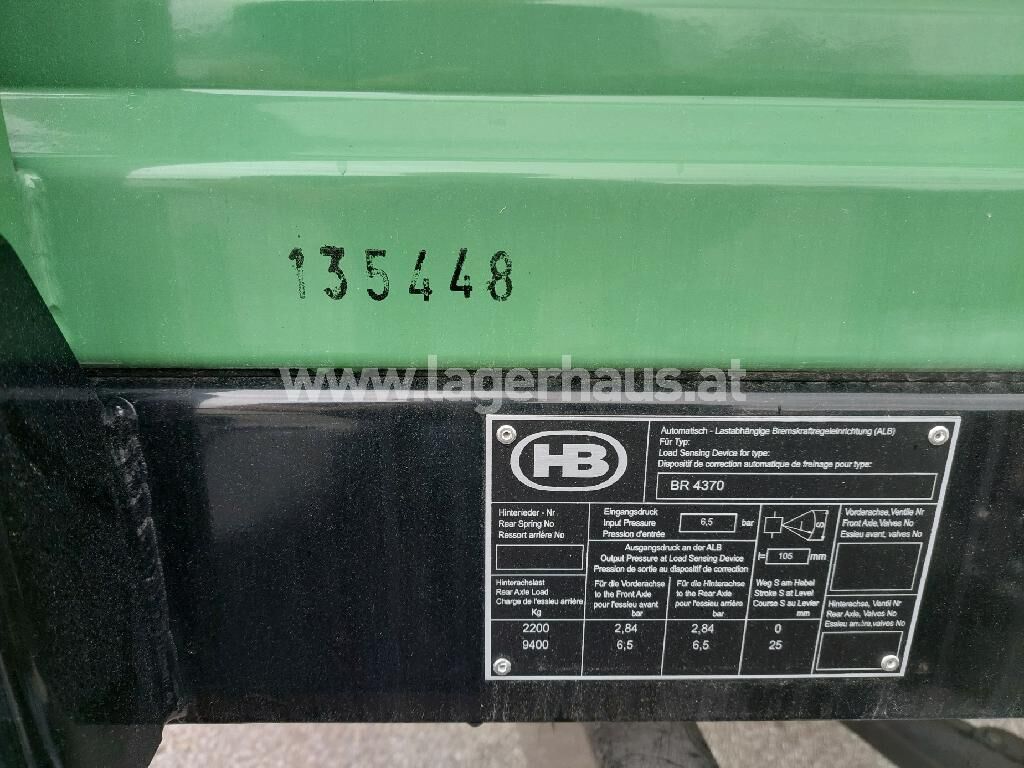 135448
www.lagerhaus.at
HB
Automatisch - Lastabhängige Bremskraftregeleinrichtung (ALB)
Für Typ:
Load Sensing Device for type:
Dispositif de correction automatique de freinage pour type:
BR 4370
Hinterieder - Nr
Rear Spring No
Ressort arrière No
Eingangsdruck
Input Pressure
Pression d'entrée
6,5 bar
Ausgangsdruck an der ALB
Output Pressure at Load Sensing Device
Pression de sortie au dispositif de correction
S
l= 105 mm
Vorderachse, Ventile Nr
Front Axle, Valves No
Essieu avant, valves No
Hinterachslast
Rear Axle Load
Charge de l'essieu arrière
Kg
Für die Vorderachse
to the Front Axle
pour l'essieu avant
bar
Für die Hinterachse
to the Rear Axle
pour l'essieu arrière
bar
Weg S am Hebel
Stroke S at Level
Course S su Levier
mm
Hinterachse, Ventil Nr
Rear Axle, Valves No
Essieu arrière, valves No
2200 2,84 2,84 0
9400 6,5 6,5 25